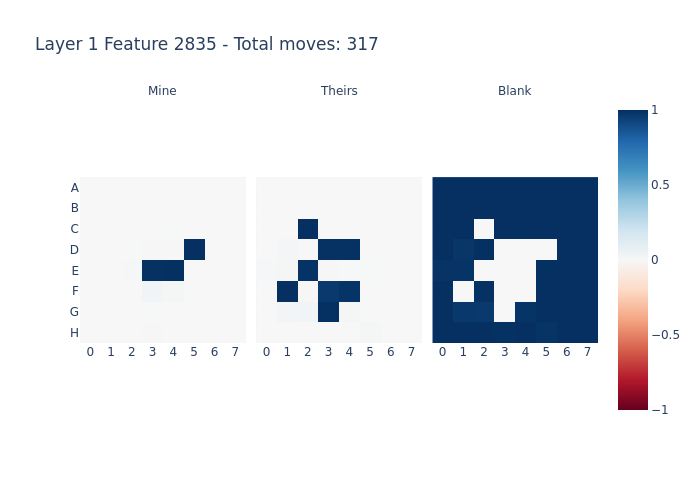 Layer 1 Feature 2835 - Total moves: 317
Mine Theirs Blank
A
B
C
D
E
F
G
H
0 1 2 3 4 5 6 7 0 1 2 3 4 5 6 7 0 1 2 3 4 5 6 7
1
0.5
0
−0.5
−1